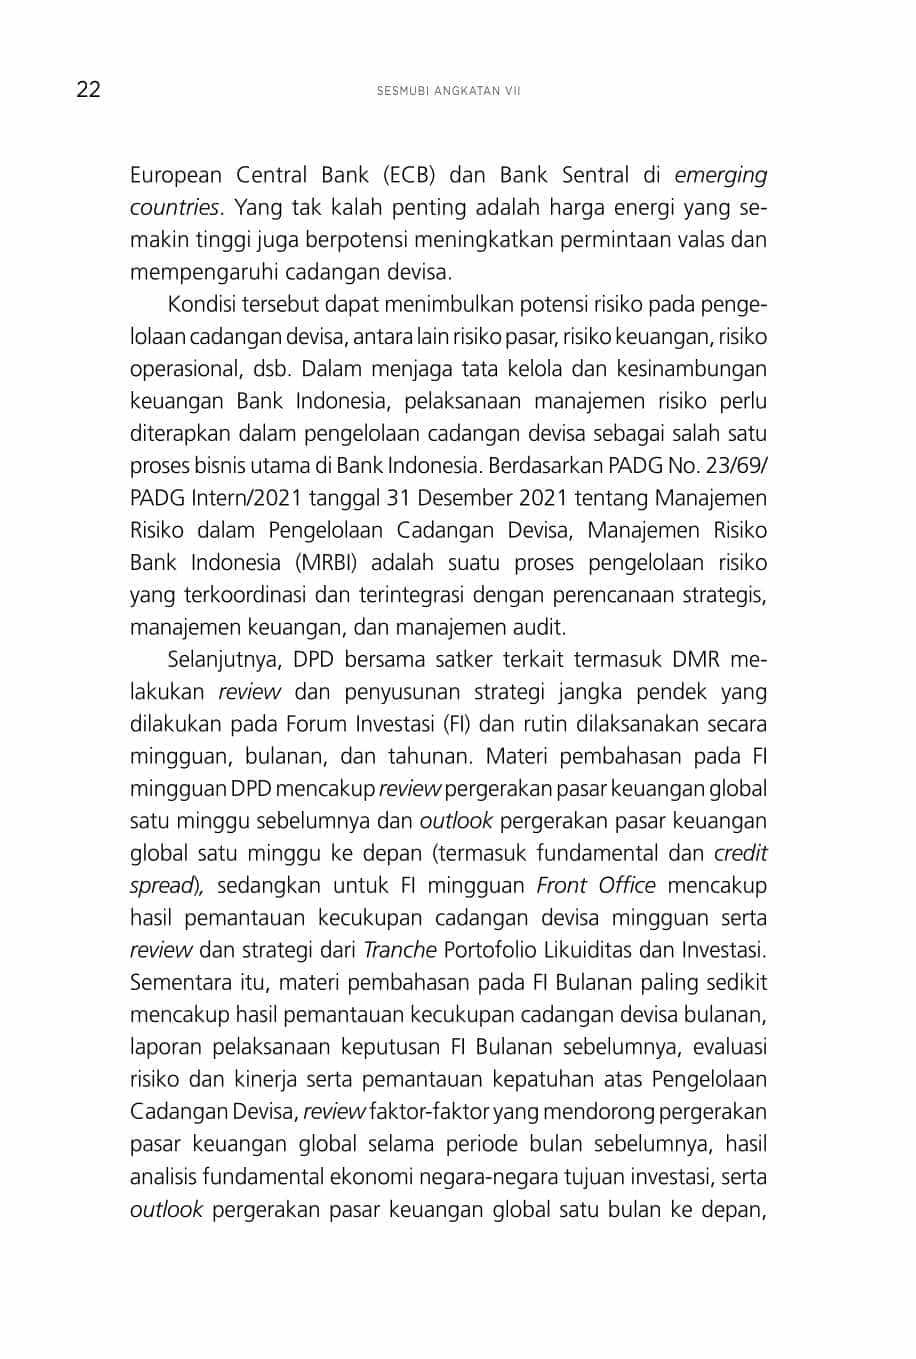 22
SESMUBI ANGKATAN VII
European Central Bank (ECB) dan Bank Sentral di emerging
countries. Yang tak kalah penting adalah harga energi yang se-
makin tinggi juga berpotensi meningkatkan permintaan valas dan
mempengaruhi cadangan devisa.
Kondisi tersebut dapat menimbulkan potensi risiko pada penge-
lolaan cadangan devisa, antara lain risiko pasar, risiko keuangan, risiko
operasional, dsb. Dalam menjaga tata kelola dan kesinambungan
keuangan Bank Indonesia, pelaksanaan manajemen risiko perlu
diterapkan dalam pengelolaan cadangan devisa sebagai salah satu
proses bisnis utama di Bank Indonesia. Berdasarkan PADG No. 23/69/
PADG Intern/2021 tanggal 31 Desember 2021 tentang Manajemen
Risiko dalam Pengelolaan Cadangan Devisa, Manajemen Risiko
Bank Indonesia (MRBI) adalah suatu proses pengelolaan risiko
yang terkoordinasi dan terintegrasi dengan perencanaan strategis,
manajemen keuangan, dan manajemen audit.
Selanjutnya, DPD bersama satker terkait termasuk DMR me-
lakukan review dan penyusunan strategi jangka pendek yang
dilakukan pada Forum Investasi (FI) dan rutin dilaksanakan secara
mingguan, bulanan, dan tahunan. Materi pembahasan pada FI
mingguan DPD mencakup review pergerakan pasar keuangan global
satu minggu sebelumnya dan outlook pergerakan pasar keuangan
global satu minggu ke depan (termasuk fundamental dan credit
spread), sedangkan untuk FI mingguan Front Office mencakup
hasil pemantauan kecukupan cadangan devisa mingguan serta
review dan strategi dari Tranche Portofolio Likuiditas dan Investasi.
Sementara itu, materi pembahasan pada FI Bulanan paling sedikit
mencakup hasil pemantauan kecukupan cadangan devisa bulanan,
laporan pelaksanaan keputusan FI Bulanan sebelumnya, evaluasi
risiko dan kinerja serta pemantauan kepatuhan atas Pengelolaan
Cadangan Devisa, review faktor-faktor yang mendorong pergerakan
pasar keuangan global selama periode bulan sebelumnya, hasil
analisis fundamental ekonomi negara-negara tujuan investasi, serta
outlook pergerakan pasar keuangan global satu bulan ke depan,